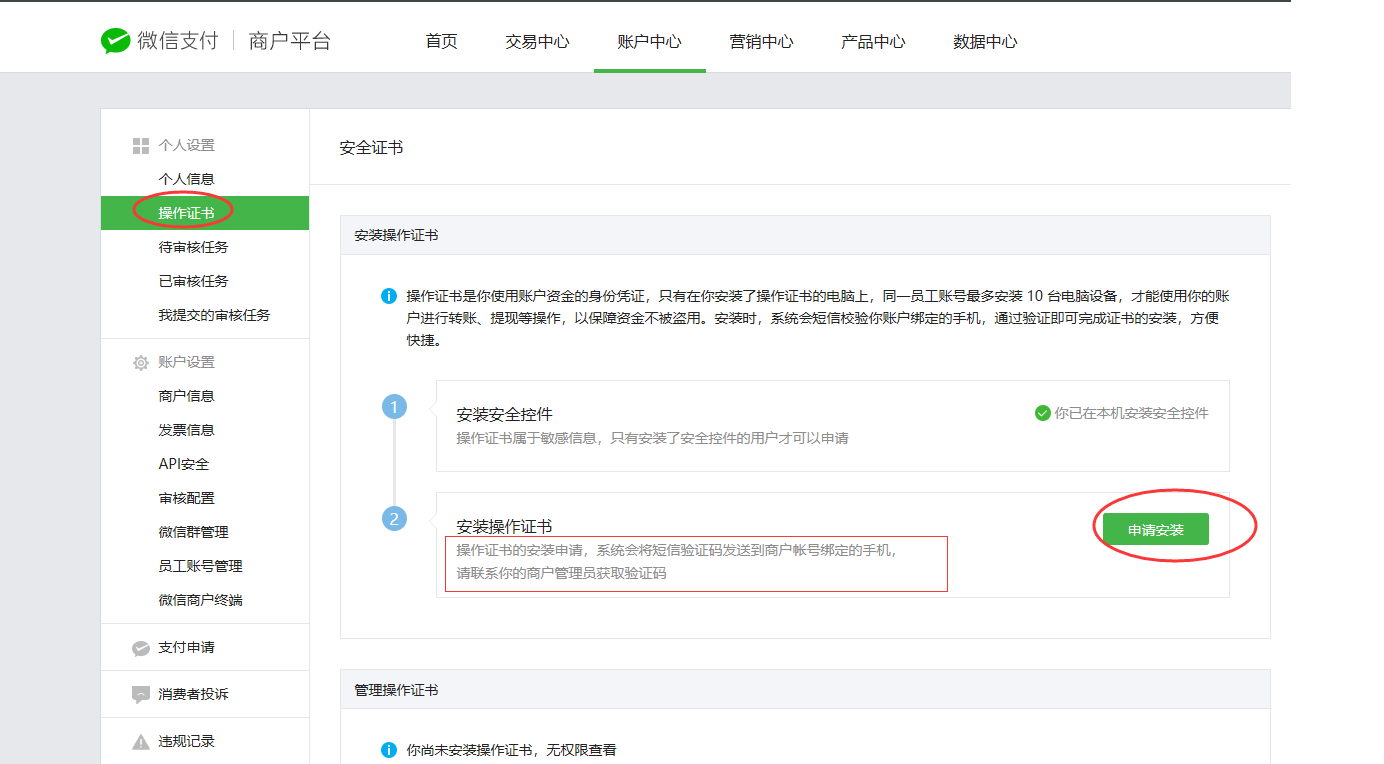 微信支付 商户平台
首页 交易中心 账户中心 营销中心 产品中心 数据中心
个人设置
个人信息
操作证书
待审核任务
已审核任务
我提交的审核任务
账户设置
商户信息
发票信息
API安全
审核配置
微信群管理
员工账号管理
微信商户终端
支付申请
消费者投诉
违规记录
安全证书
安装操作证书
操作证书是你使用账户资金的身份凭证，只有在你安装了操作证书的电脑上，同一员工账号最多安装 10 台电脑设备，才能使用你的账
户进行转账、提现等操作，以保障资金不被盗用。安装时，系统会短信校验你账户绑定的手机，通过验证即可完成证书的安装，方便
快捷。
1
安装安全控件
你已在本机安装安全控件
操作证书属于敏感信息，只有安装了安全控件的用户才可以申请
2
安装操作证书
申请安装
操作证书的安装申请，系统会将短信验证码发送到商户帐号绑定的手机，
请联系你的商户管理员获取验证码
管理操作证书
你尚未安装操作证书，无权限查看